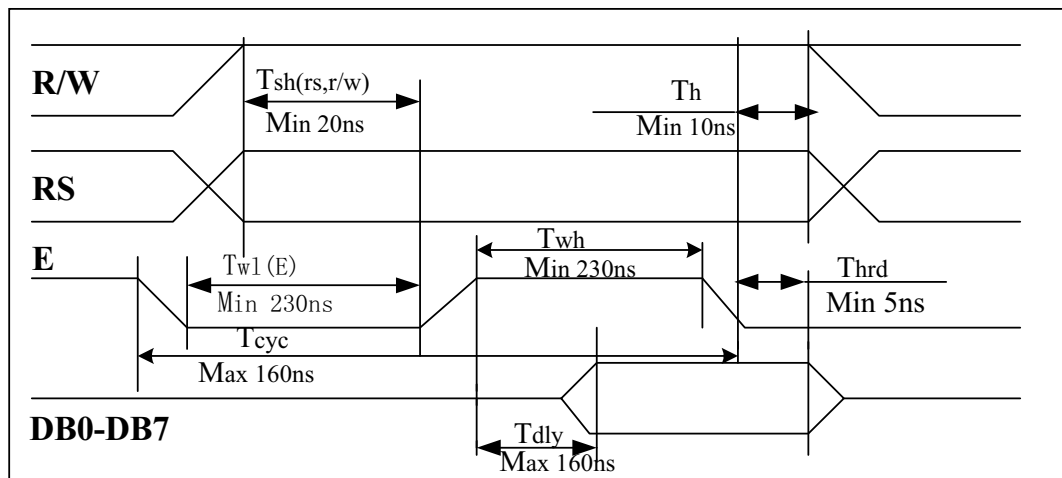 R/W
Tsh(rs,r/w)
Min 20ns
Th
Min 10ns
RS
E
Tw1(E)
Min 230ns
Twh
Min 230ns
Thrd
Min 5ns
Tcyc
Max 160ns
DB0-DB7
Tdly
Max 160ns